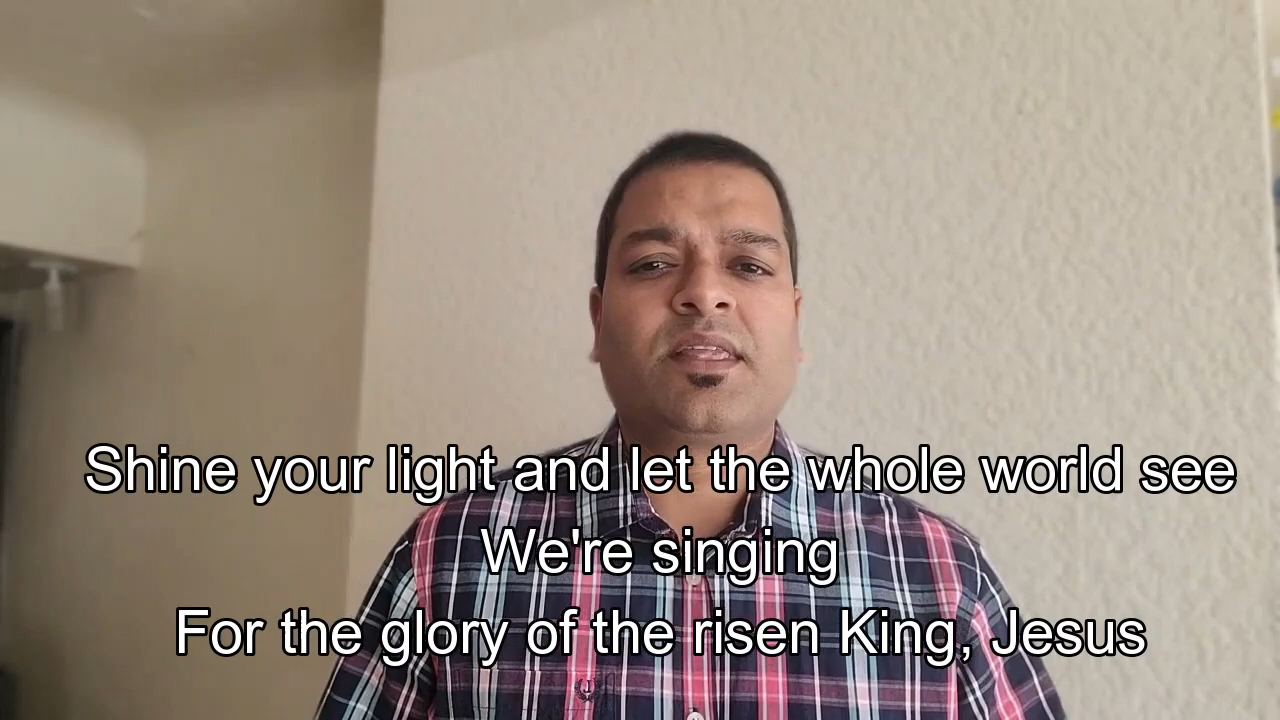 Shine your light and let the whole world see
We're singing
For the glory of the risen King, Jesus